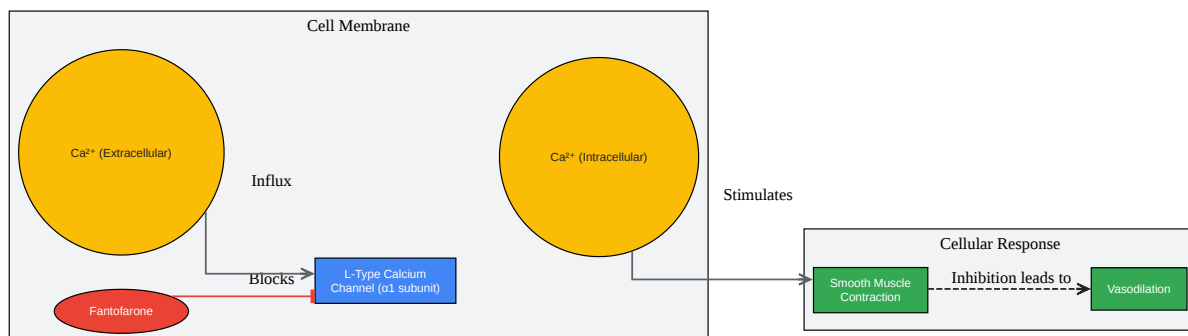 Cell Membrane
Ca²⁺ (Extracellular)
Ca²⁺ (Intracellular)
Influx
Stimulates
Blocks
L-Type Calcium
Channel (α1 subunit)
Fantofarone
Cellular Response
Smooth Muscle
Contraction
Inhibition leads to
Vasodilation